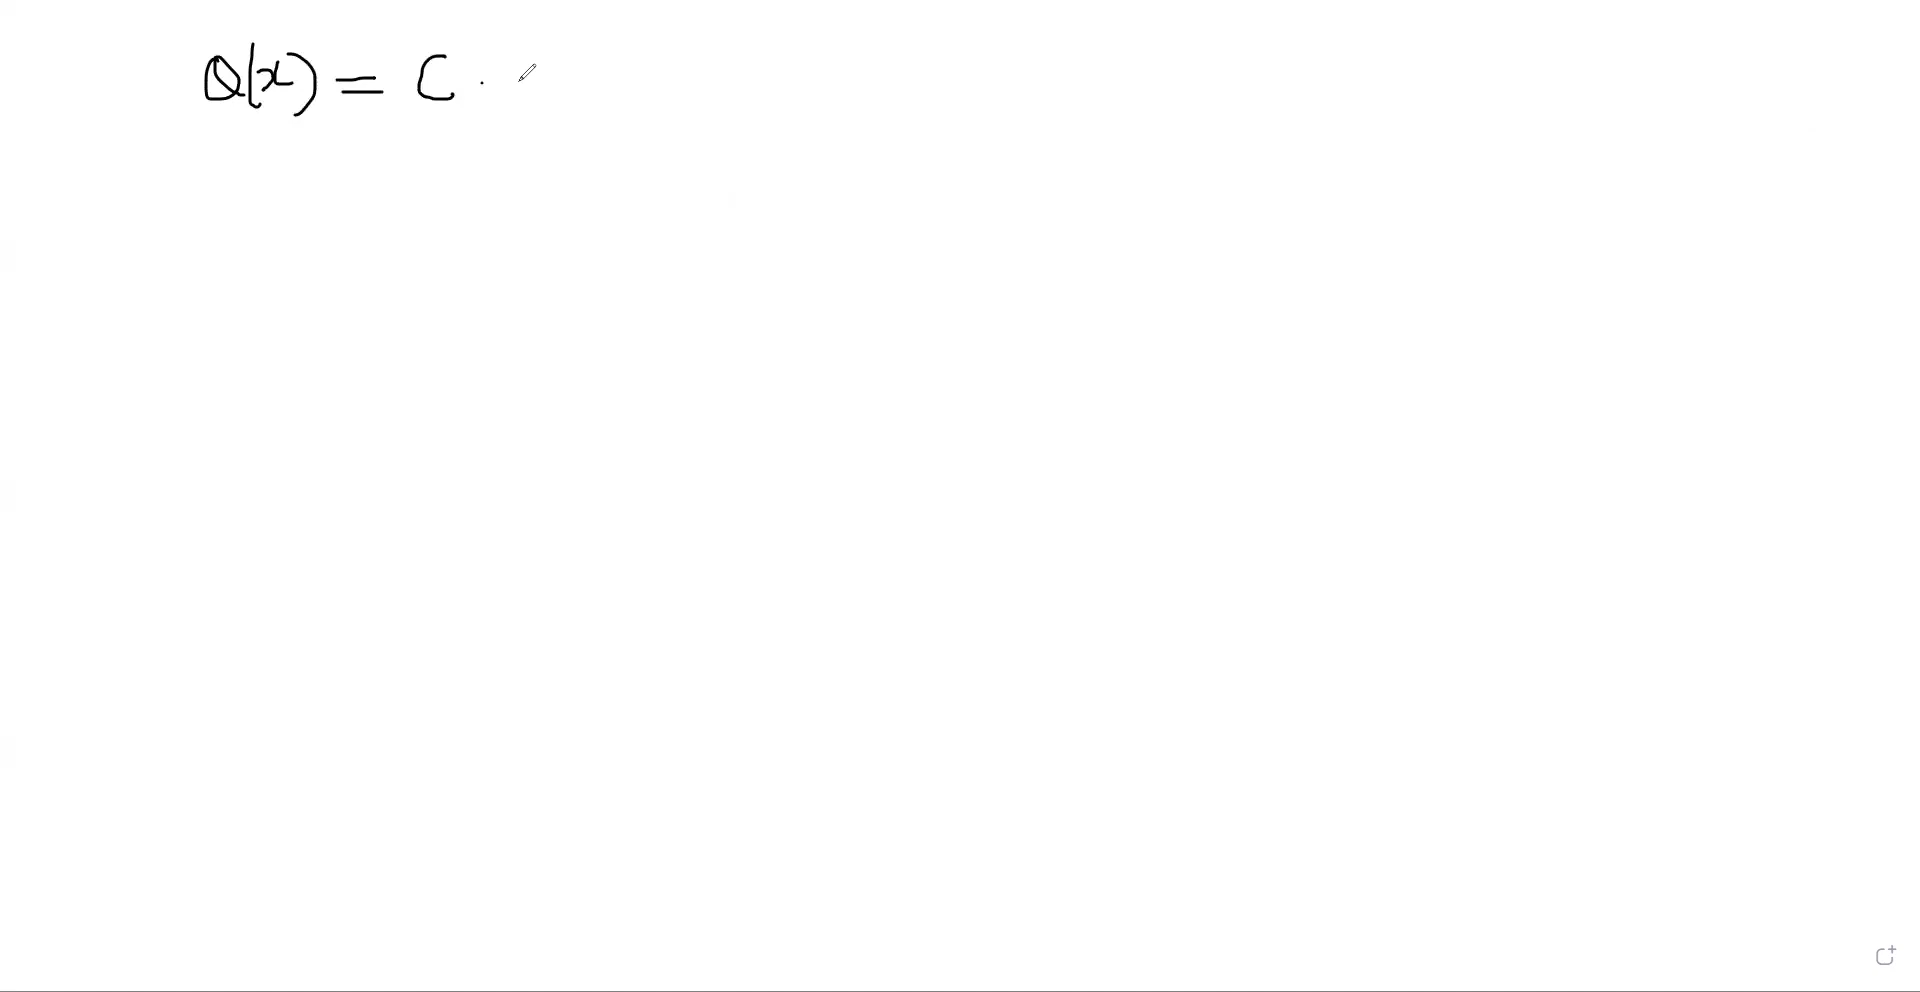 Q(x) = C ·